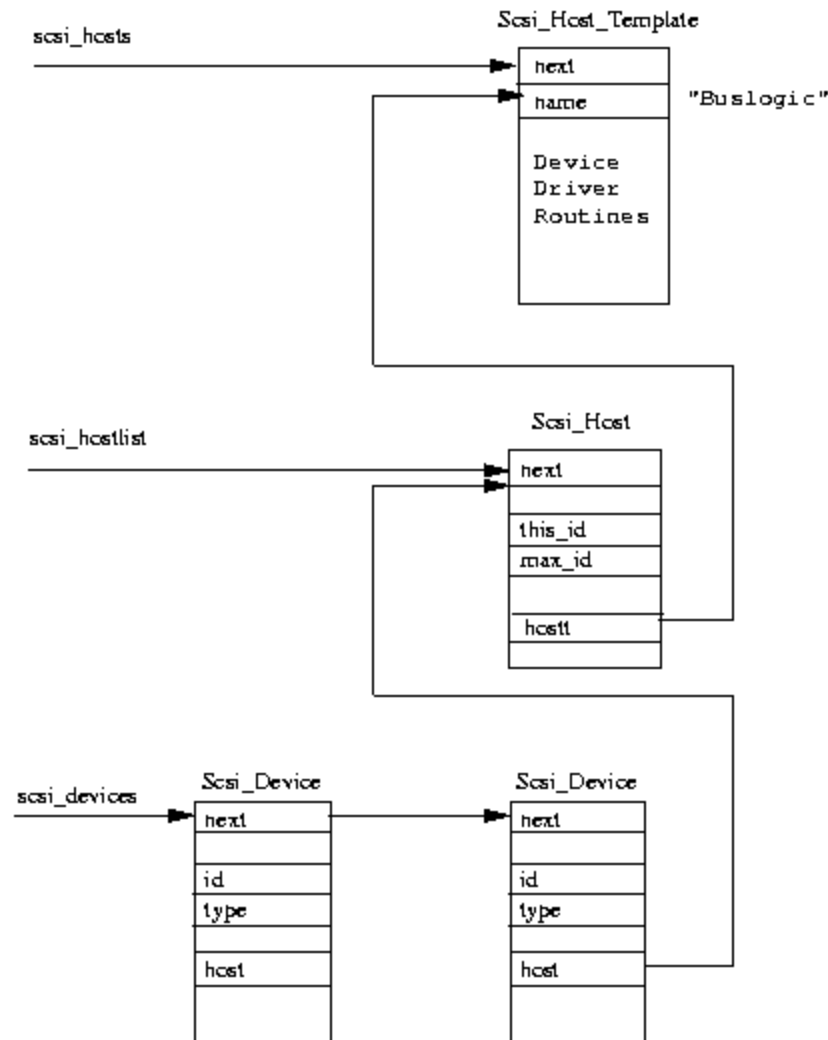 Scsi_Host_Template
scsi_hosts
next
name
"Buslogic"
Device
Driver
Routines
Scsi_Host
scsi_hostlist
next
this_id
max_id
hostt
Scsi_Device
Scsi_Device
scsi_devices
next
next
id
id
type
type
host
host